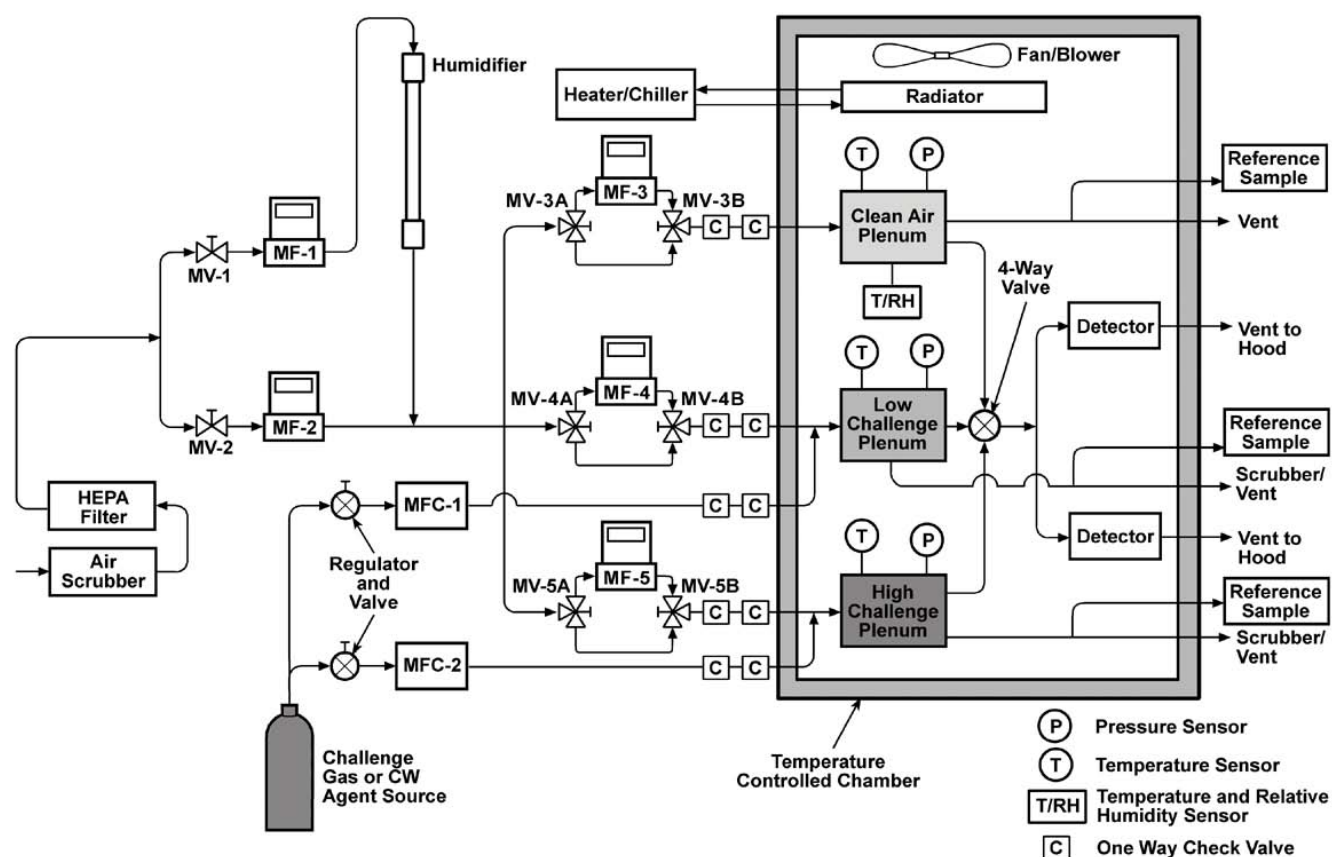 Fan/Blower
Humidifier
Heater/Chiller
Radiator
T
P
Reference
Sample
MF-3
MV-3A
MV-3B
C
C
Clean Air
Plenum
Vent
MF-1
MV-1
4-Way
Valve
T/RH
Detector
Vent to
Hood
T
P
MF-4
MV-4A
MV-4B
C
C
Low
Challenge
Plenum
MF-2
MV-2
Reference
Sample
Scrubber/
Vent
HEPA
Filter
MFC-1
C
C
Detector
Vent to
Hood
T
P
Air
Scrubber
Regulator
and
Valve
MF-5
MV-5A
MV-5B
C
C
High
Challenge
Plenum
Reference
Sample
Scrubber/
Vent
MFC-2
C
C
Challenge
Gas or CW
Agent Source
Temperature
Controlled Chamber
P
Pressure Sensor
T
Temperature Sensor
T/RH
Temperature and Relative
Humidity Sensor
C
One Way Check Valve